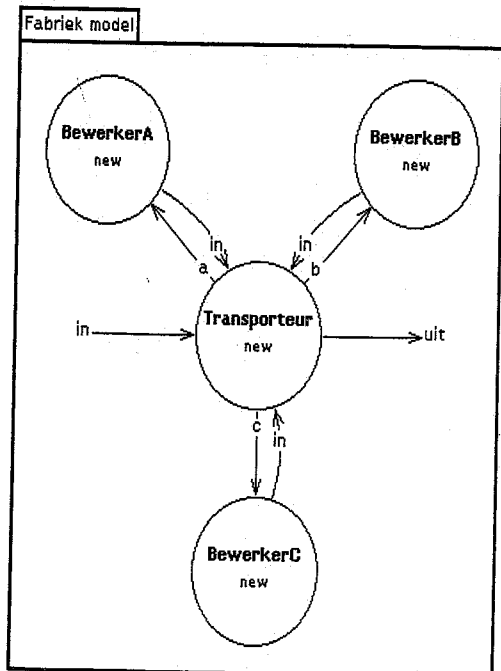 Fabriek model
BewerkerA
new
BewerkerB
new
in
in
a
b
Transporteur
new
in
uit
c
in
BewerkerC
new